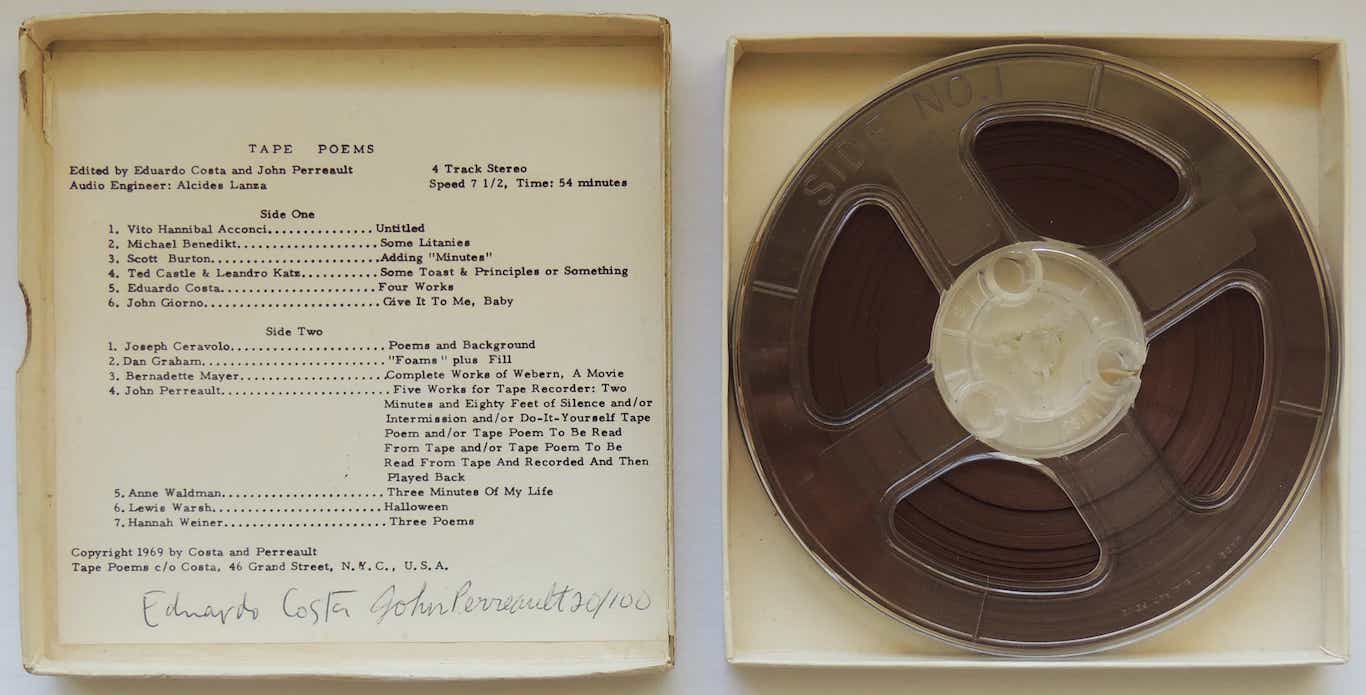 TAPE POEMS
Edited by Eduardo Costa and John Perreault 4 Track Stereo
Audio Engineer: Alcides Lanza Speed 7 1/2, Time: 54 minutes
Side One
1. Vito Hannibal Acconci...............Untitled
2. Michael Benedikt....................Some Litanies
3. Scott Burton........................Adding "Minutes"
4. Ted Castle & Leandro Katz...........Some Toast & Principles or Something
5. Eduardo Costa.......................Four Works
6. John Giorno.........................Give It To Me, Baby
Side Two
1. Joseph Ceravolo.......................Poems and Background
2. Dan Graham..........................."Foams" plus Fill
3. Bernadette Mayer.....................Complete Works of Webern, A Movie
4. John Perreault.......................Five Works for Tape Recorder: Two
Minutes and Eighty Feet of Silence and/or
Intermission and/or Do-It-Yourself Tape
Poem and/or Tape Poem To Be Read
From Tape and/or Tape Poem To Be
Read From Tape And Recorded And Then
Played Back
5. Anne Waldman.........................Three Minutes Of My Life
6. Lewis Warsh..........................Halloween
7. Hannah Weiner........................Three Poems
Copyright 1969 by Costa and Perreault
Tape Poems c/o Costa, 46 Grand Street, N.Y.C., U.S.A.
Eduardo Costa John Perreault 20/100
SIDE NO.1